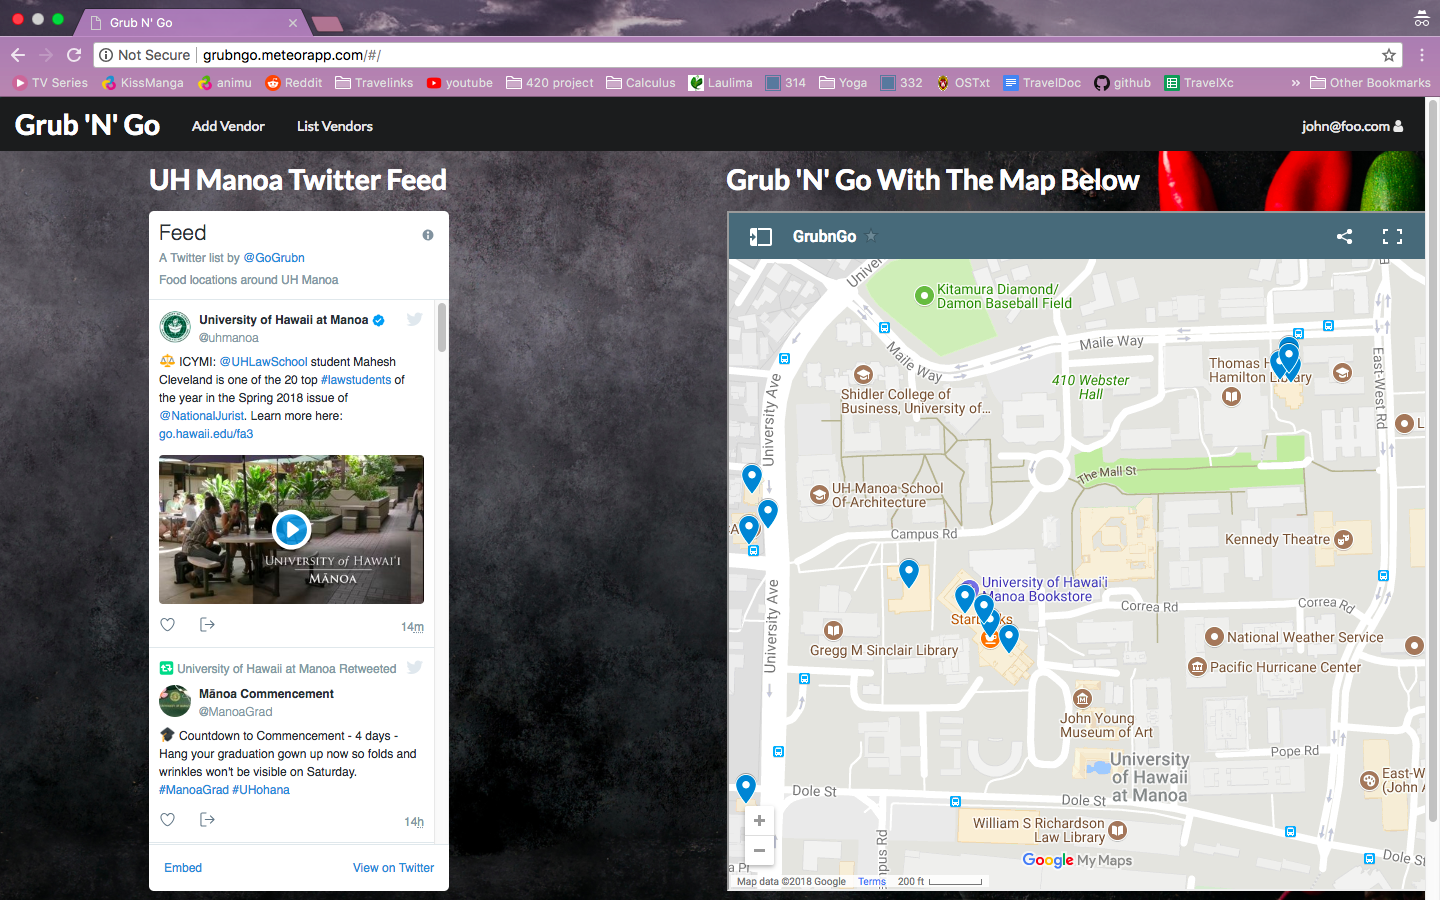 Grub N' Go
Not Secure
grubngo.meteorapp.com/#/
TV Series
KissManga
animu
Reddit
Travelinks
youtube
420 project
Calculus
Laulima
314
Yoga
332
OSTxt
TravelDoc
github
TravelXc
»
Other Bookmarks
Grub 'N' Go
Add Vendor
List Vendors
john@foo.com
UH Manoa Twitter Feed
Feed
A Twitter list by @GoGrubn
Food locations around UH Manoa
University of Hawaii at Manoa
@uhmanoa
ICYMI: @UHLawSchool student Mahesh
Cleveland is one of the 20 top #lawstudents of
the year in the Spring 2018 issue of
@NationalJurist. Learn more here:
go.hawaii.edu/fa3
UNIVERSITY of HAWAI'I
MĀNOA
14m
University of Hawaii at Manoa Retweeted
Mānoa Commencement
@ManoaGrad
Countdown to Commencement - 4 days -
Hang your graduation gown up now so folds and
wrinkles won't be visible on Saturday.
#ManoaGrad #UHohana
14h
Embed
View on Twitter
Grub 'N' Go With The Map Below
GrubnGo
Kitamura Diamond/
Damon Baseball Field
Maile Way
Maile Way
Thomas H
Hamilton Library
410 Webster
Hall
Shidler College of
Business, University of...
East-West Rd
University Ave
The Mall St
UH Manoa School
Of Architecture
Campus Rd
Kennedy Theatre
University of Hawai'i
Manoa Bookstore
Correa Rd
Correa Rd
National Weather Service
University Ave
Gregg M Sinclair Library
Pacific Hurricane Center
John Young
Museum of Art
Pope Rd
University
of Hawaii
at Manoa
East-W
(John A
Dole St
Dole St
William S Richardson
Law Library
Google My Maps
Map data ©2018 Google
Terms
200 ft